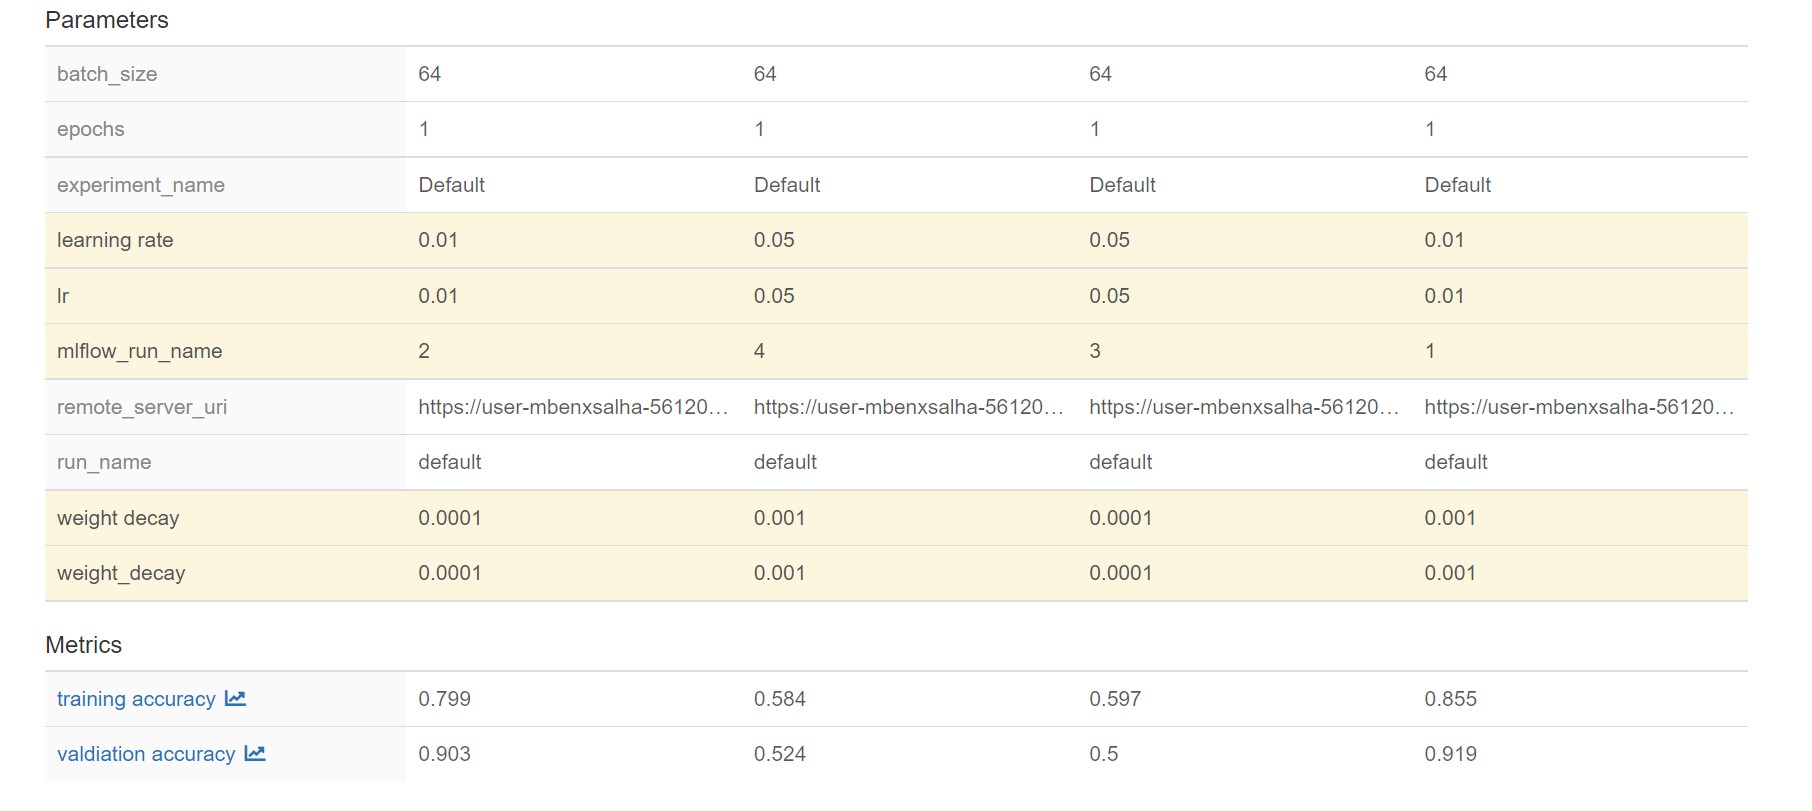 Parameters
batch_size 64 64 64 64
epochs 1 1 1 1
experiment_name Default Default Default Default
learning rate 0.01 0.05 0.05 0.01
lr 0.01 0.05 0.05 0.01
mlflow_run_name 2 4 3 1
remote_server_uri https://user-mbenxsalha-56120... https://user-mbenxsalha-56120... https://user-mbenxsalha-56120... https://user-mbenxsalha-56120...
run_name default default default default
weight decay 0.0001 0.001 0.0001 0.001
weight_decay 0.0001 0.001 0.0001 0.001
Metrics
training accuracy 0.799 0.584 0.597 0.855
valdiation accuracy 0.903 0.524 0.5 0.919